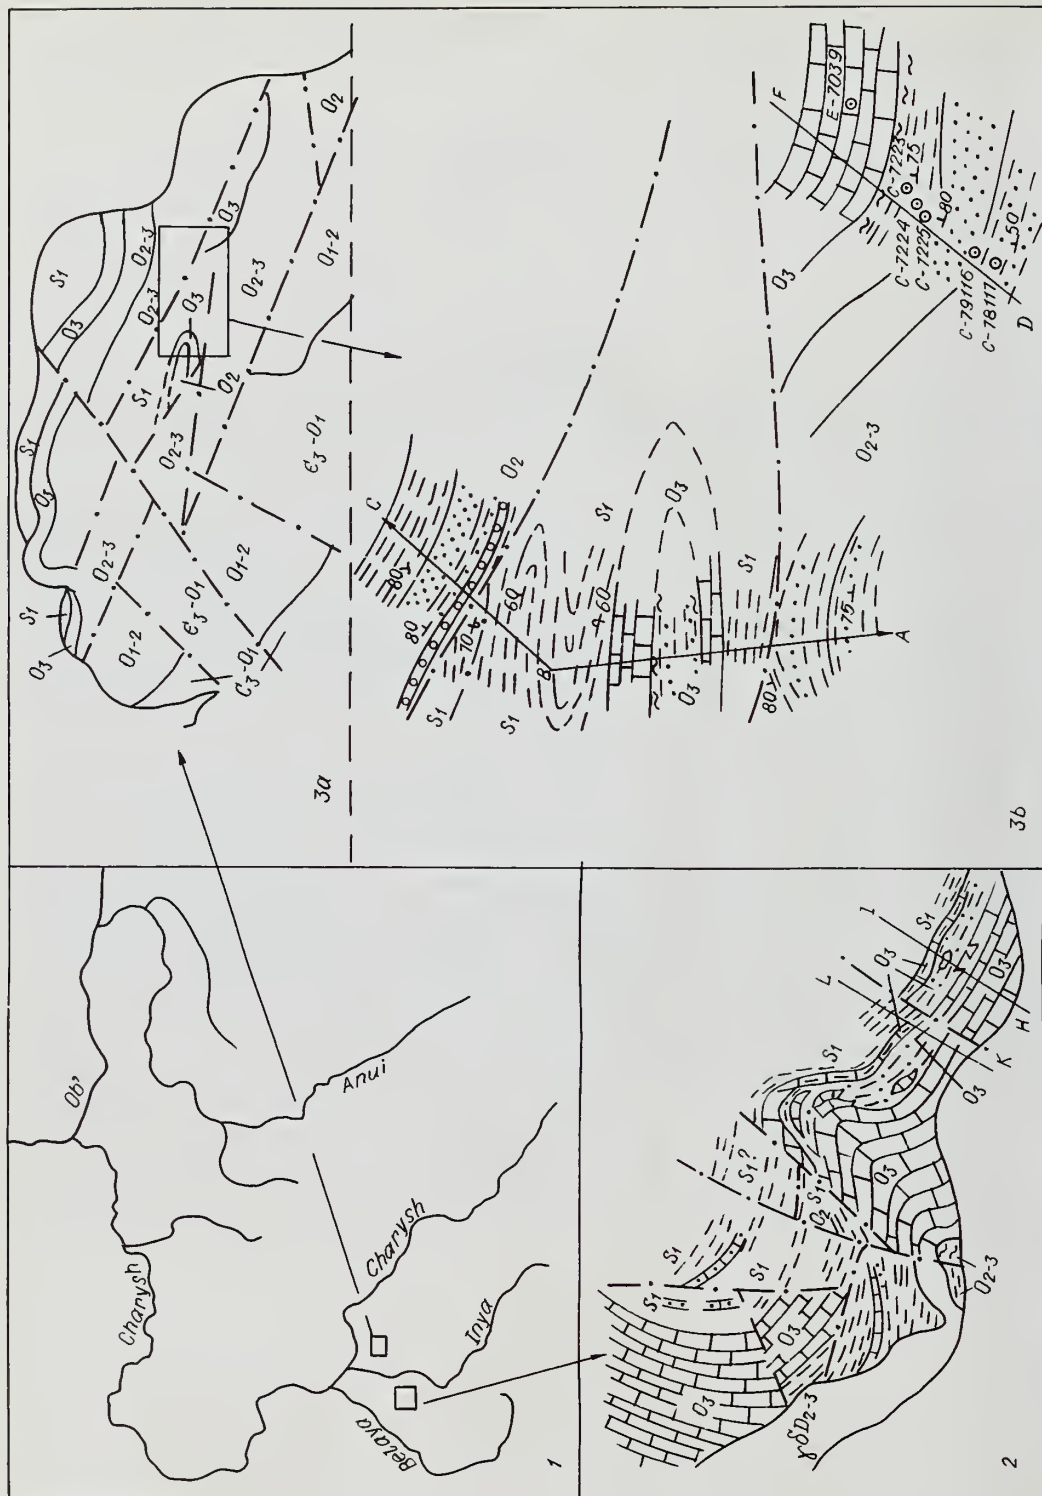 O2
O3
O1-2
O2-3
O2-3
O2-3
O3
S1
O3
S1
O2
O2-3
Є3-O1
S1
O3
O2-3
O1-2
Є3-O1
O1-2
S1
O3
Є3-O1
3a
E-7039
F
C-7223
75
C-7224
C-7225
80
C-79116
C-78117
50
D
O3
O2-3
O2
C
80
80
70
60
S1
S1
S1
B
60
O3
O3
S1
80
75
A
3b
Ob'
Anui
Charysh
Charysh
Inya
Belaya
1
S1
I
O3
L
O3
H
K
O3
S1
S1?
S1
O2
O3
S1
S1
S1
O3
O3
O2-3
γδD2-3
2